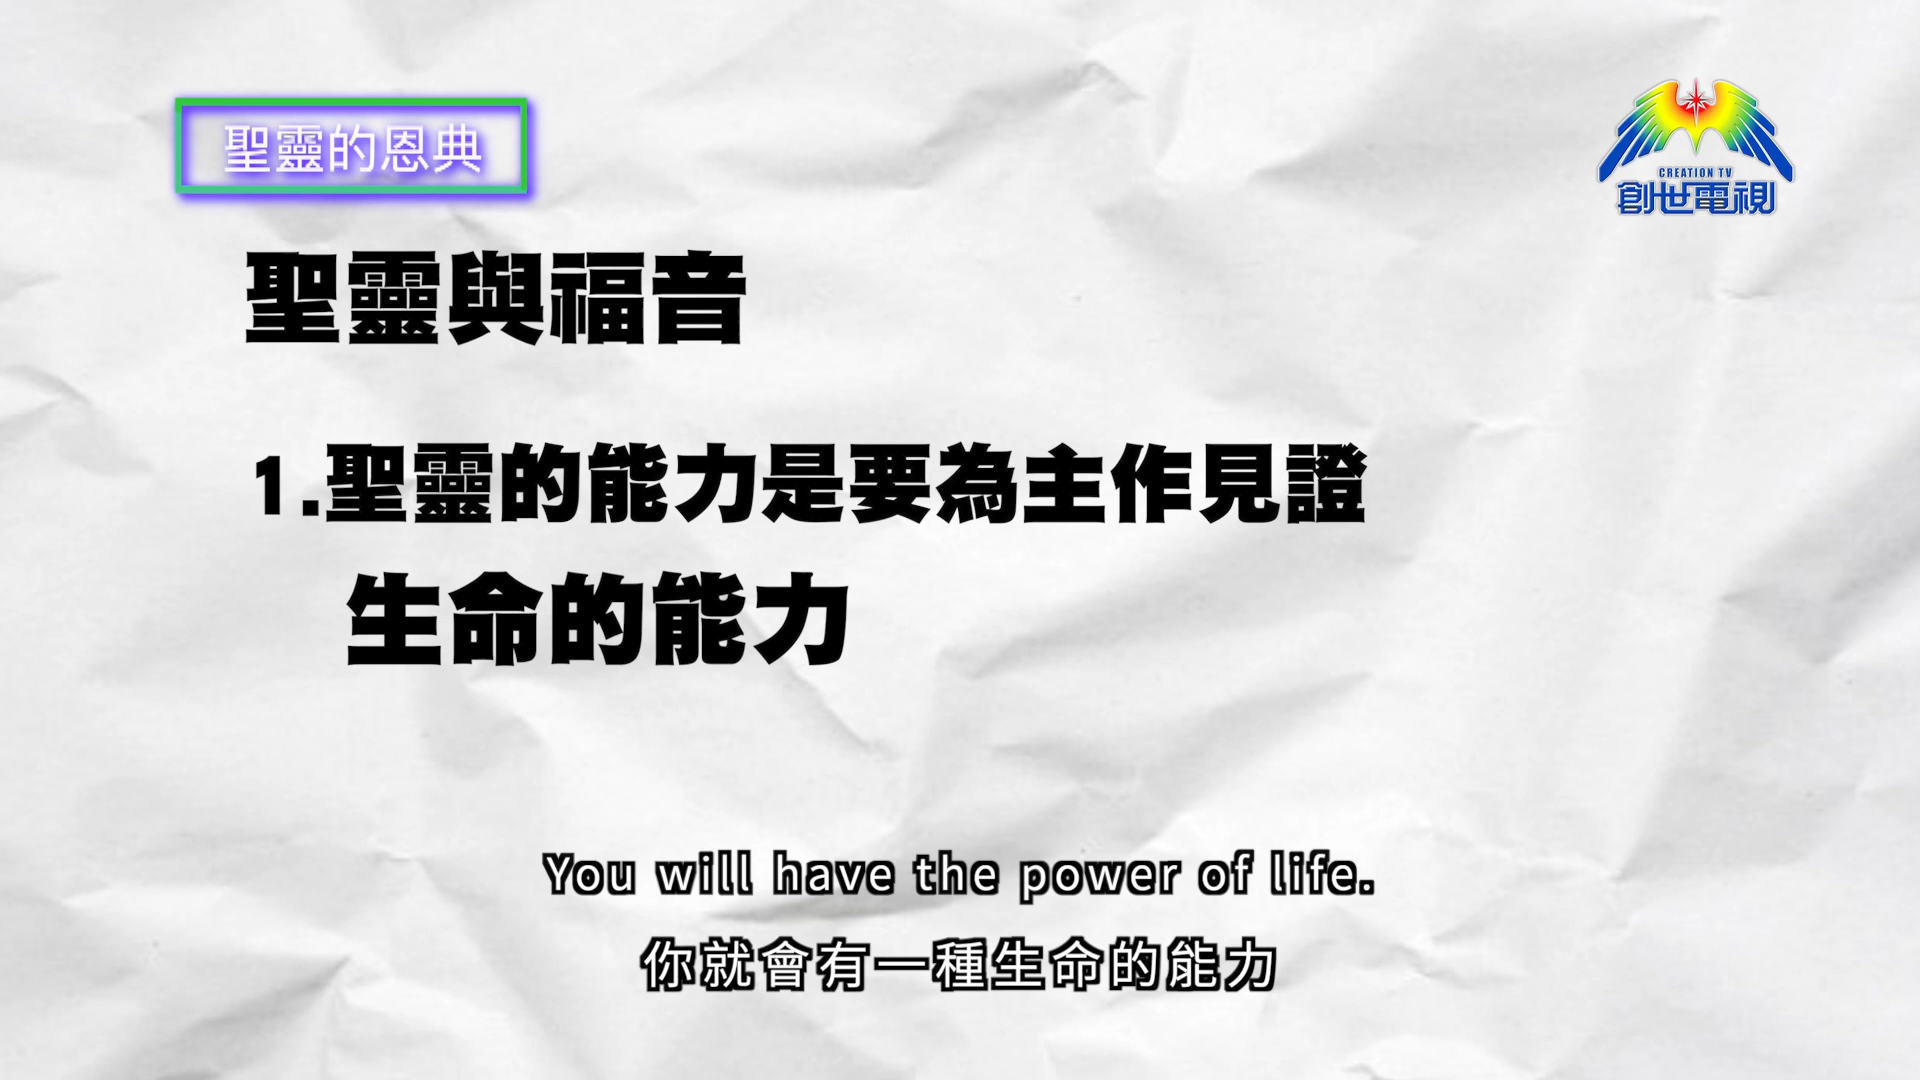 聖靈的恩典
CREATION TV
創世電視
聖靈與福音
1.聖靈的能力是要為主作見證
生命的能力
You will have the power of life.
你就會有一種生命的能力